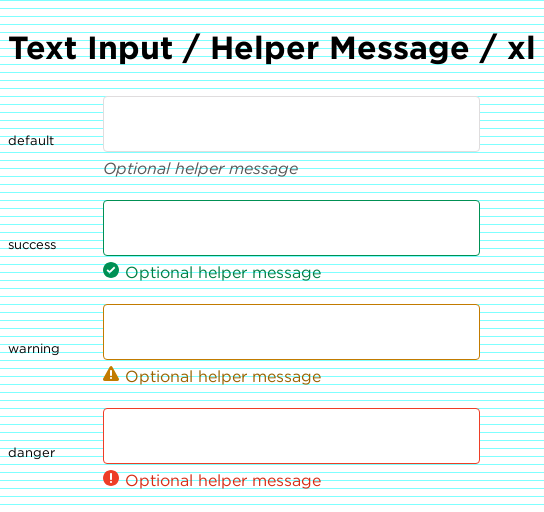 Text Input / Helper Message / xl
default
Optional helper message
success
Optional helper message
warning
Optional helper message
danger
Optional helper message